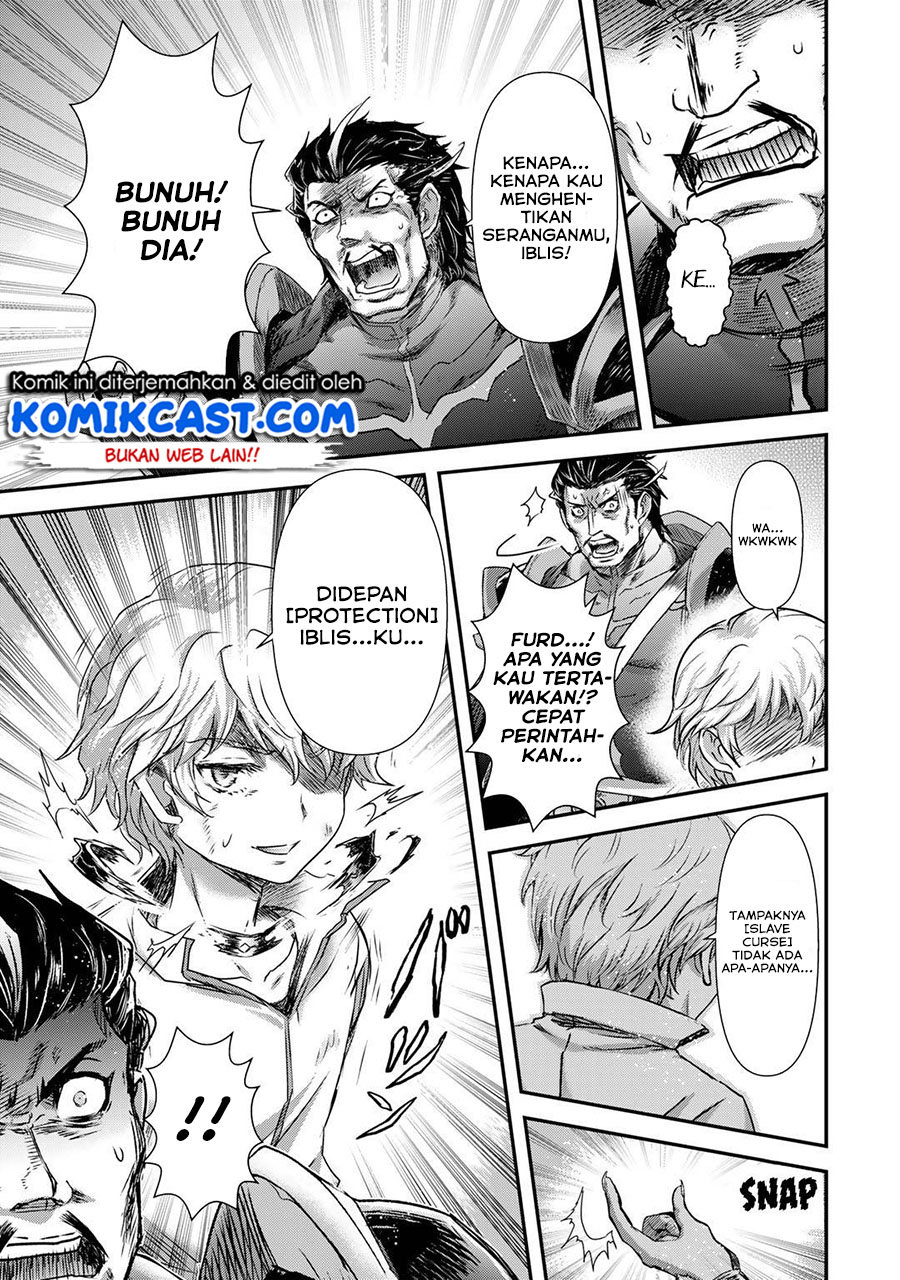 KE...
KENAPA...
KENAPA KAU
MENGHEN-
TIKAN
SERANGANMU,
IBLIS!
BUNUH!
BUNUH
DIA!
Komik ini diterjemahkan & diedit oleh
KOMIKCAST.COM
BUKAN WEB LAIN!!
WA...
WKWKWK
FURD...!
APA YANG
KAU TERTA-
WAKAN!?
CEPAT
PERINTAH-
KAN...
TAMPAKNYA
[SLAVE
CURSE]
TIDAK ADA
APA-APANYA...
DIDEPAN
[PROTECTION]
IBLIS...KU...
SNAP
!!